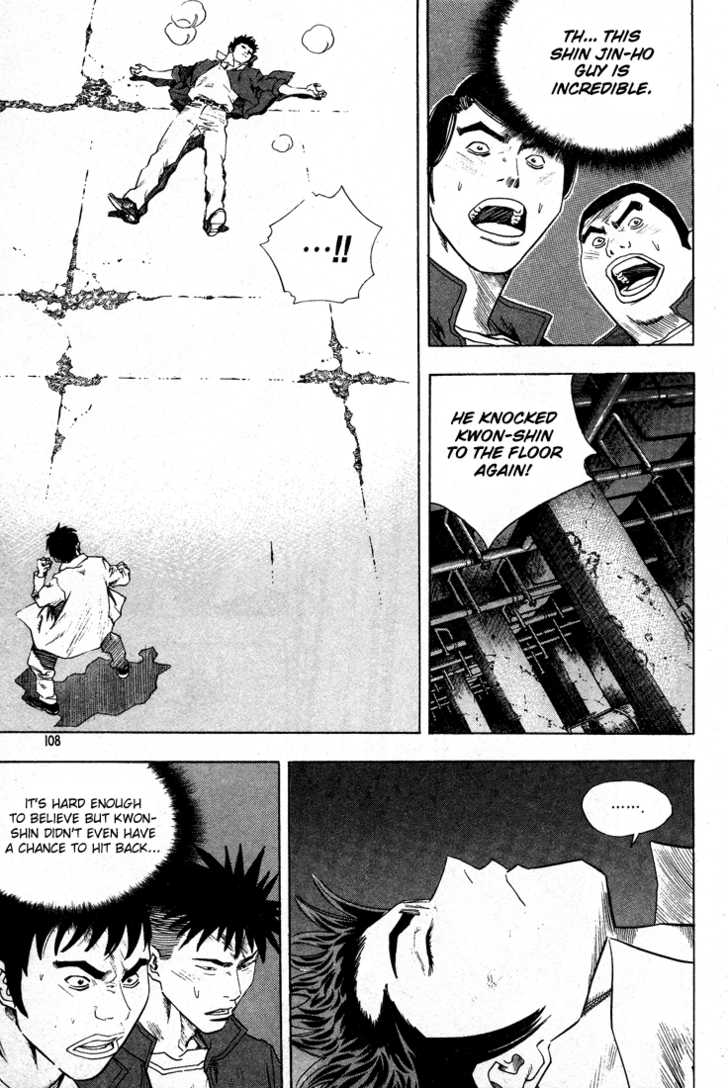 TH... THIS
SHIN JIN-HO
GUY IS
INCREDIBLE.
...!!
HE KNOCKED
KWON-SHIN
TO THE FLOOR
AGAIN!
108
......
IT'S HARD ENOUGH
TO BELIEVE BUT KWON-
SHIN DIDN'T EVEN HAVE
A CHANCE TO HIT BACK...